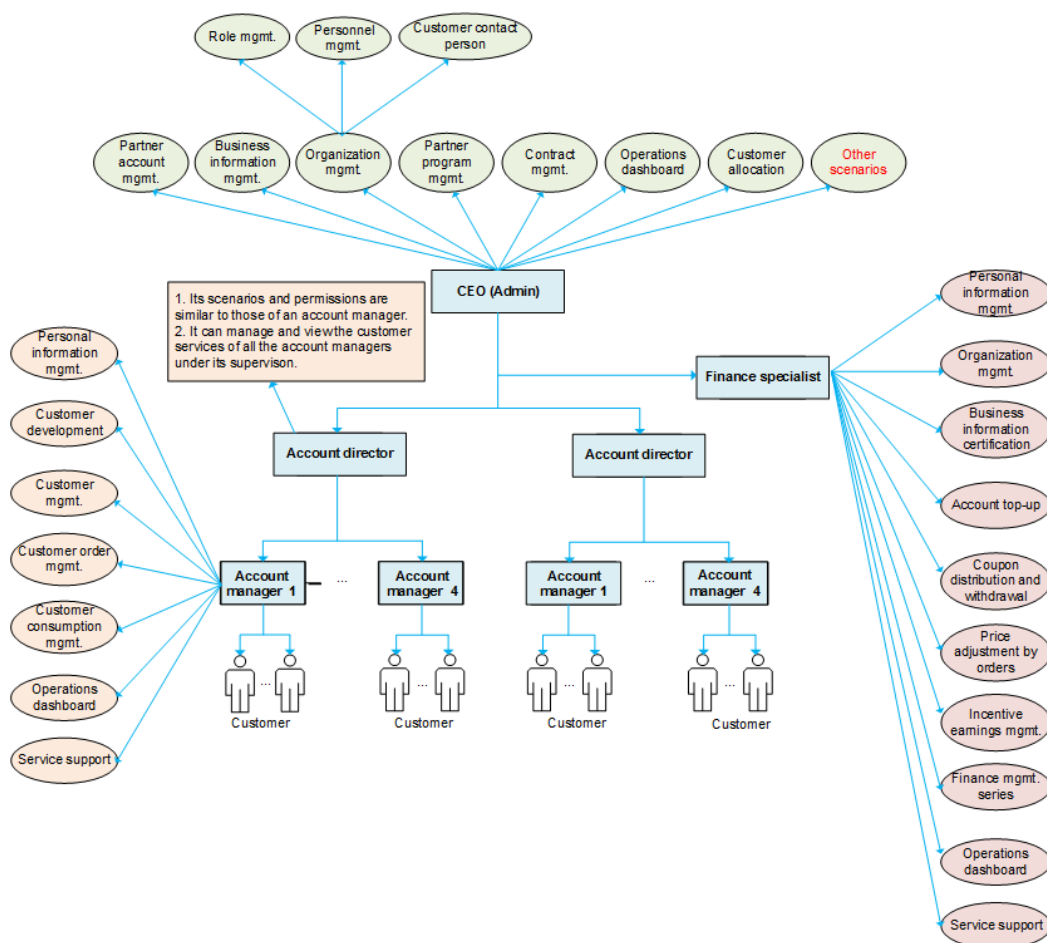 Role mgmt.
Personnel
mgmt.
Customer contact
person
Partner
account
mgmt.
Business
information
mgmt.
Organization
mgmt.
Partner
program
mgmt.
Contract
mgmt.
Operations
dashboard
Customer
allocation
Other
scenarios
CEO (Admin)
1. Its scenarios and permissions are
similar to those of an account manager.
2. It can manage and viewthe customer
services of all the account managers
under its supervison.
Finance specialist
Account director
Account director
Account
manager 1
...
Account
manager 4
Account
manager 1
...
Account
manager 4
...
Customer
...
Customer
...
Customer
...
Customer
Personal
information mgmt.
Customer
development
Customer
mgmt.
Customer order
mgmt.
Customer
consumption
mgmt.
Operations
dashboard
Service support
Personal
information mgmt.
Organization
mgmt.
Business
information
certification
Account top-up
Coupon
distribution and
withdrawal
Price
adjustment by
orders
Incentive
earnings mgmt.
Finance mgmt.
series
Operations
dashboard
Service support